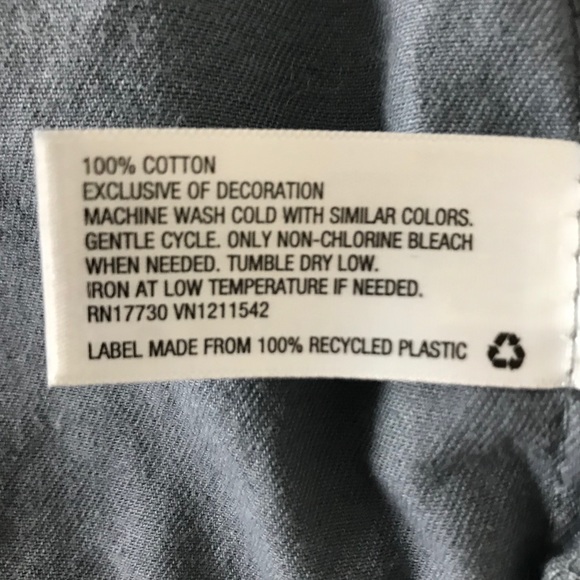 100% COTTON
EXCLUSIVE OF DECORATION
MACHINE WASH COLD WITH SIMILAR COLORS.
GENTLE CYCLE. ONLY NON-CHLORINE BLEACH
WHEN NEEDED. TUMBLE DRY LOW.
IRON AT LOW TEMPERATURE IF NEEDED.
RN17730 VN1211542
LABEL MADE FROM 100% RECYCLED PLASTIC